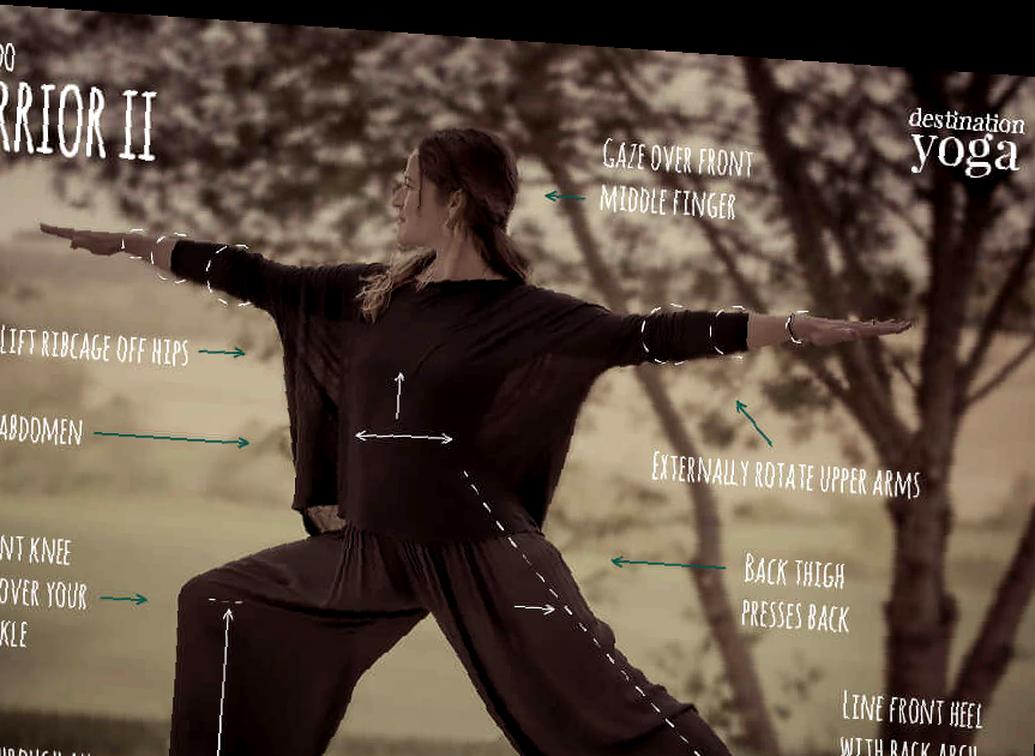 DO
RRIOR II
destination
yoga
GAZE OVER FRONT
MIDDLE FINGER
LIFT RIBCAGE OFF HIPS
ABDOMEN
EXTERNALLY ROTATE UPPER ARMS
NT KNEE
OVER YOUR
KLE
BACK THIGH
PRESSES BACK
LINE FRONT HEEL
WITH BACK ARCH